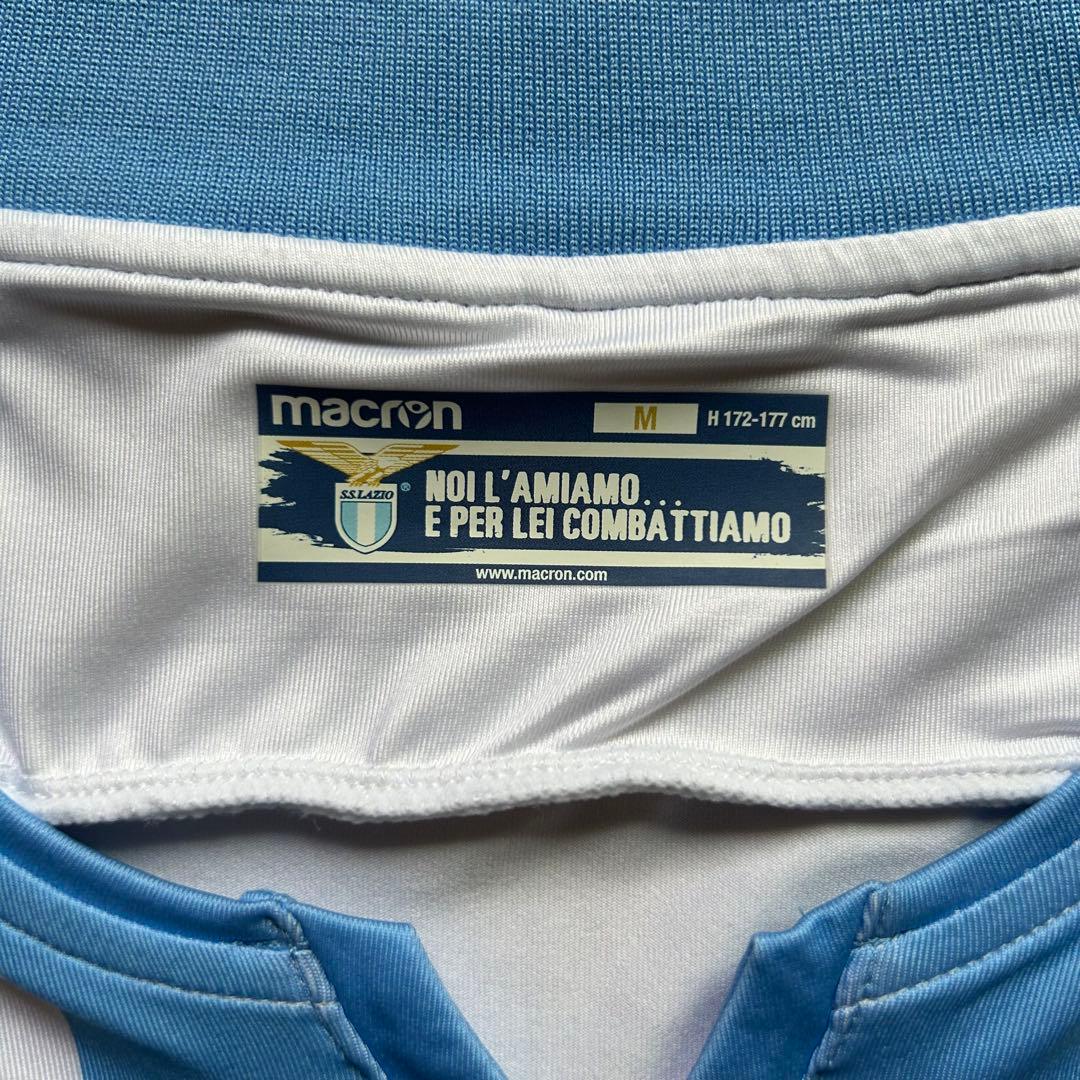 macron M H 172-177 cm
S.S.LAZIO ®
NOI L'AMIAMO...
E PER LEI COMBATTIAMO
www.macron.com